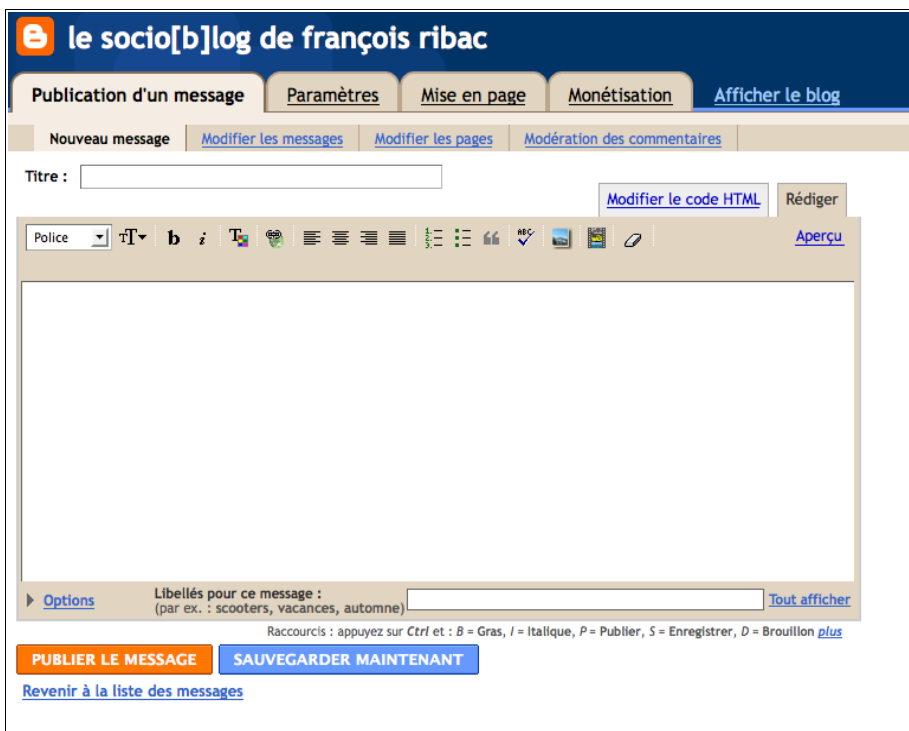 le socio[b]log de françois ribac
Publication d'un message Paramètres Mise en page Monétisation Afficher le blog
Nouveau message Modifier les messages Modifier les pages Modération des commentaires
Titre :
Modifier le code HTML Rédiger
Police Aperçu
Options Libellés pour ce message : Tout afficher
(par ex. : scooters, vacances, automne)
Raccourcis : appuyez sur Ctrl et : B = Gras, I = Italique, P = Publier, S = Enregistrer, D = Brouillon plus
PUBLIER LE MESSAGE SAUVEGARDER MAINTENANT
Revenir à la liste des messages